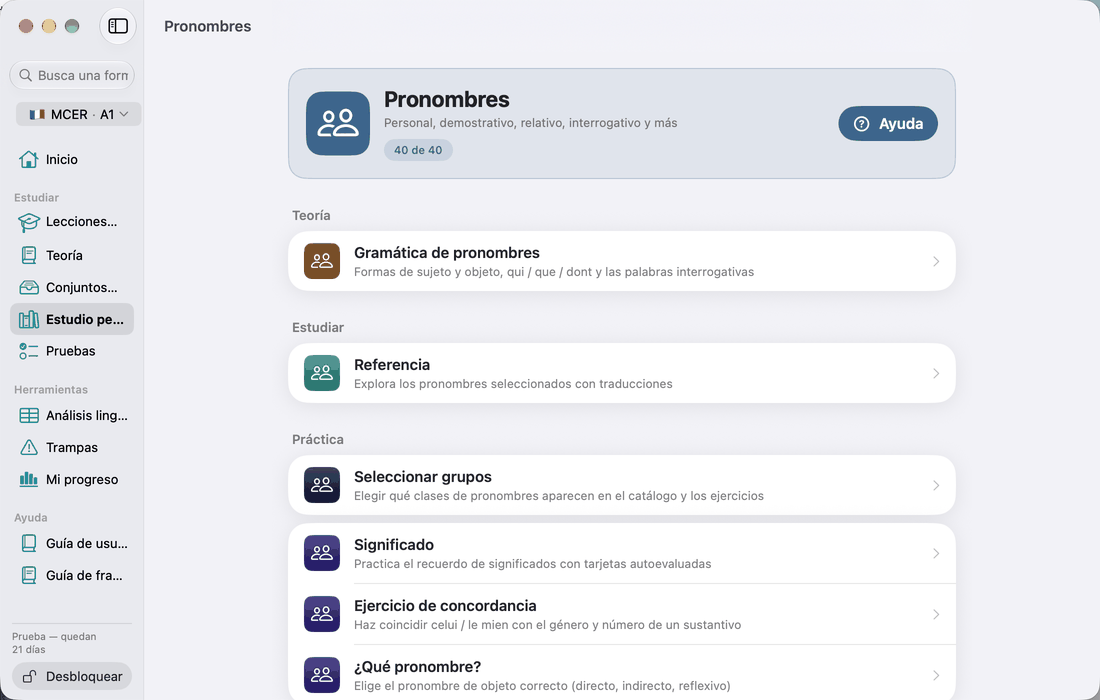 Pronombres
Busca una forn
MCER · A1
Inicio
Estudiar
Lecciones...
Teoría
Conjuntos...
Estudio pe...
Pruebas
Herramientas
Análisis ling...
Trampas
Mi progreso
Ayuda
Guía de usu...
Guía de fra...
Prueba — quedan
21 días
Desbloquear
Pronombres
Personal, demostrativo, relativo, interrogativo y más
40 de 40
Ayuda
Teoría
Gramática de pronombres
Formas de sujeto y objeto, qui / que / dont y las palabras interrogativas
Estudiar
Referencia
Explora los pronombres seleccionados con traducciones
Práctica
Seleccionar grupos
Elegir qué clases de pronombres aparecen en el catálogo y los ejercicios
Significado
Practica el recuerdo de significados con tarjetas autoevaluadas
Ejercicio de concordancia
Haz coincidir celui / le mien con el género y número de un sustantivo
¿Qué pronombre?
Elige el pronombre de objeto correcto (directo, indirecto, reflexivo)